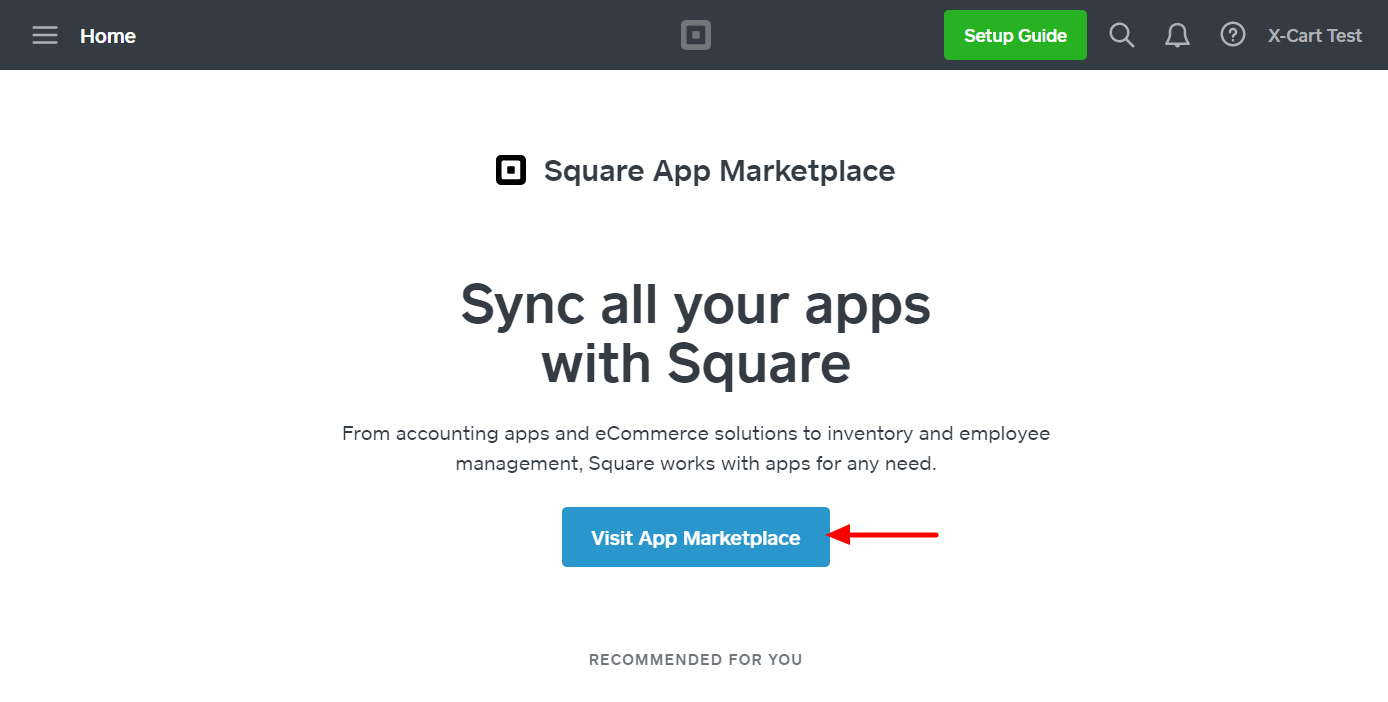 Home
Setup Guide
X-Cart Test
Square App Marketplace
Sync all your apps
with Square
From accounting apps and eCommerce solutions to inventory and employee
management, Square works with apps for any need.
Visit App Marketplace
RECOMMENDED FOR YOU